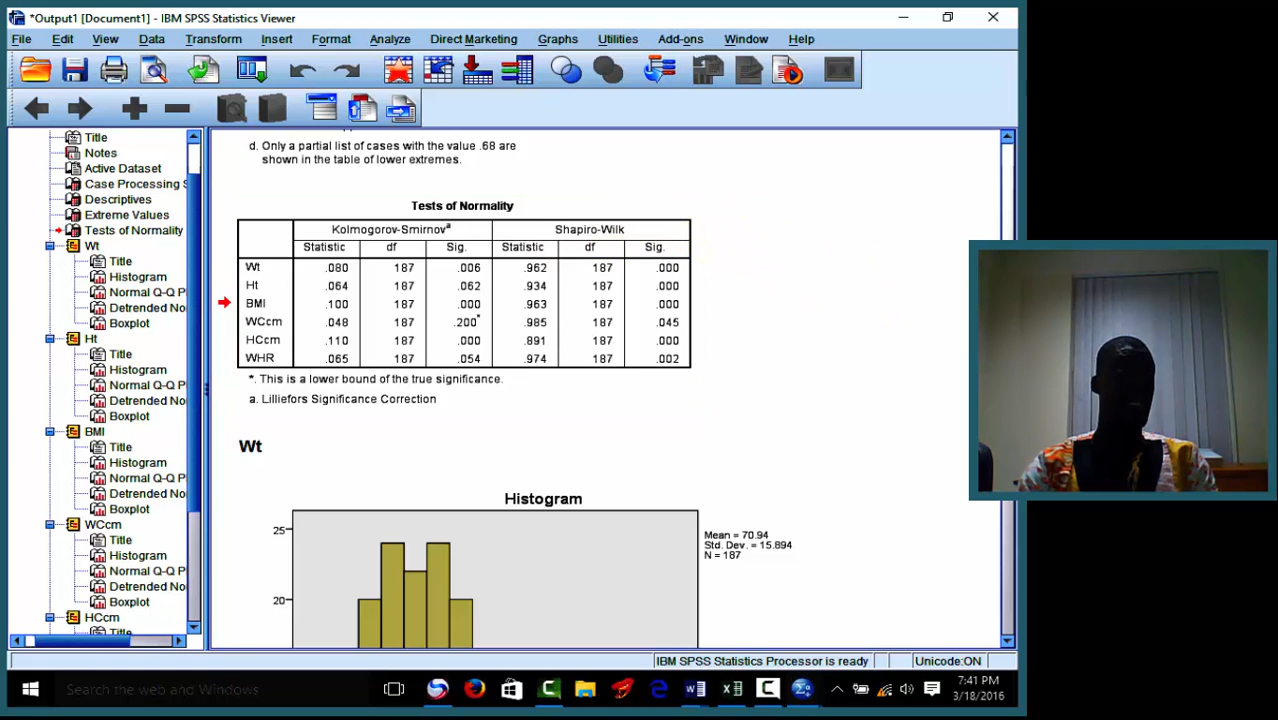 *Output1 [Document1] - IBM SPSS Statistics Viewer
File Edit View Data Transform Insert Format Analyze Direct Marketing Graphs Utilities Add-ons Window Help
Title
Notes
Active Dataset
Case Processing S
Descriptives
Extreme Values
Tests of Normality
Wt
Title
Histogram
Normal Q-Q P
Detrended No
Boxplot
Ht
Title
Histogram
Normal Q-Q P
Detrended No
Boxplot
BMI
Title
Histogram
Normal Q-Q P
Detrended No
Boxplot
WCcm
Title
Histogram
Normal Q-Q P
Detrended No
Boxplot
HCcm
Title
d. Only a partial list of cases with the value .68 are
shown in the table of lower extremes.
Tests of Normality
Kolmogorov-Smirnov a Shapiro-Wilk
Statistic df Sig. Statistic df Sig.
Wt .080 187 .006 .962 187 .000
Ht .064 187 .062 .934 187 .000
BMI .100 187 .000 .963 187 .000
WCcm .048 187 .200* .985 187 .045
HCcm .110 187 .000 .891 187 .000
WHR .065 187 .054 .974 187 .002
*. This is a lower bound of the true significance.
a. Lilliefors Significance Correction
Wt
Histogram
25
20
Mean = 70.94
Std. Dev. = 15.894
N = 187
IBM SPSS Statistics Processor is ready Unicode:ON
Search the web and Windows
7:41 PM
3/18/2016